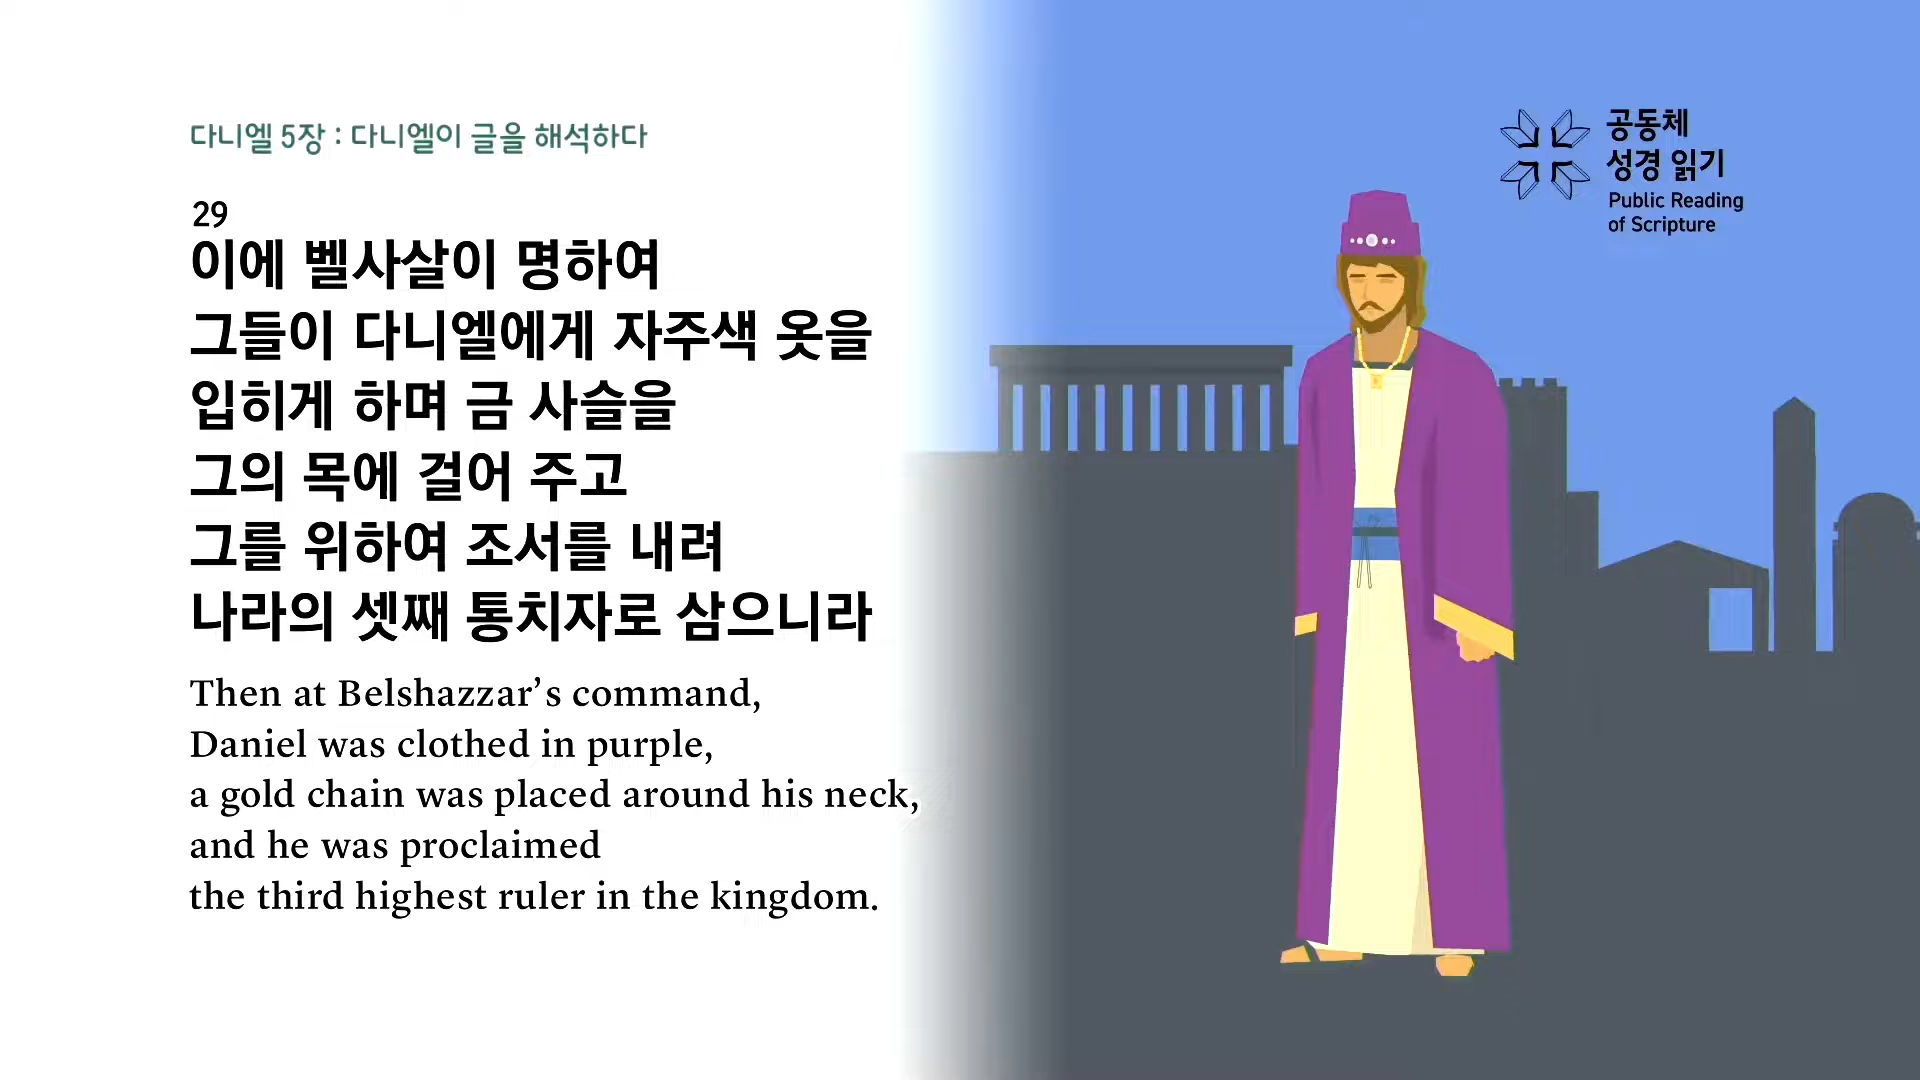 다니엘 5장 : 다니엘이 글을 해석하다
29
이에 벨사살이 명하여
그들이 다니엘에게 자주색 옷을
입히게 하며 금 사슬을
그의 목에 걸어 주고
그를 위하여 조서를 내려
나라의 셋째 통치자로 삼으니라
Then at Belshazzar’s command,
Daniel was clothed in purple,
a gold chain was placed around his neck,
and he was proclaimed
the third highest ruler in the kingdom.
공동체
성경 읽기
Public Reading
of Scripture